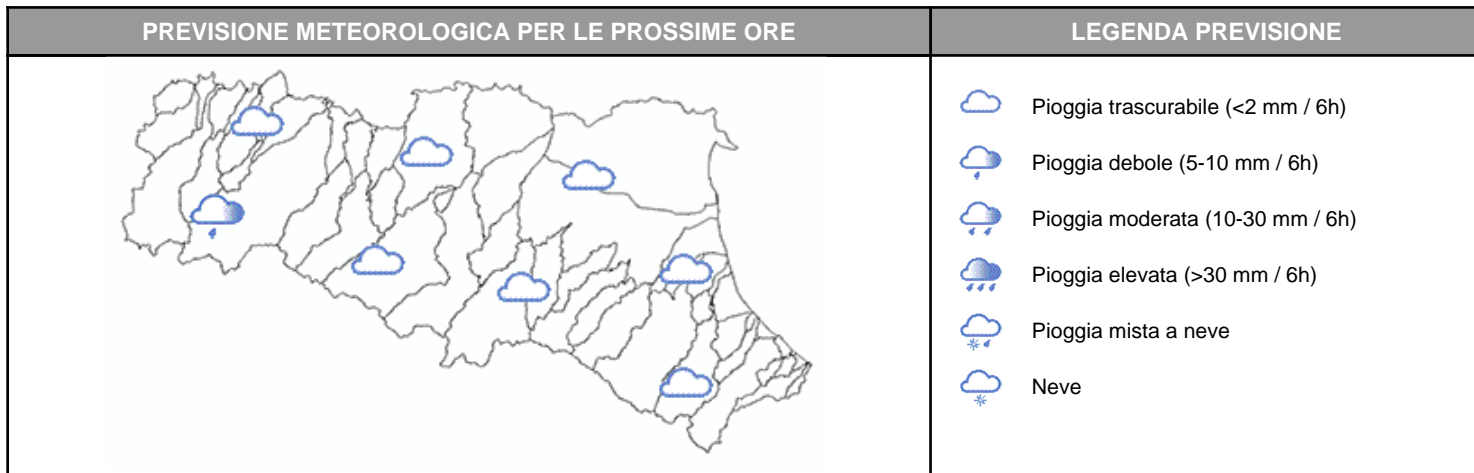 PREVISIONE METEOROLOGICA PER LE PROSSIME ORE
LEGENDA PREVISIONE
Pioggia trascurabile (<2 mm / 6h)
Pioggia debole (5-10 mm / 6h)
Pioggia moderata (10-30 mm / 6h)
Pioggia elevata (>30 mm / 6h)
Pioggia mista a neve
Neve